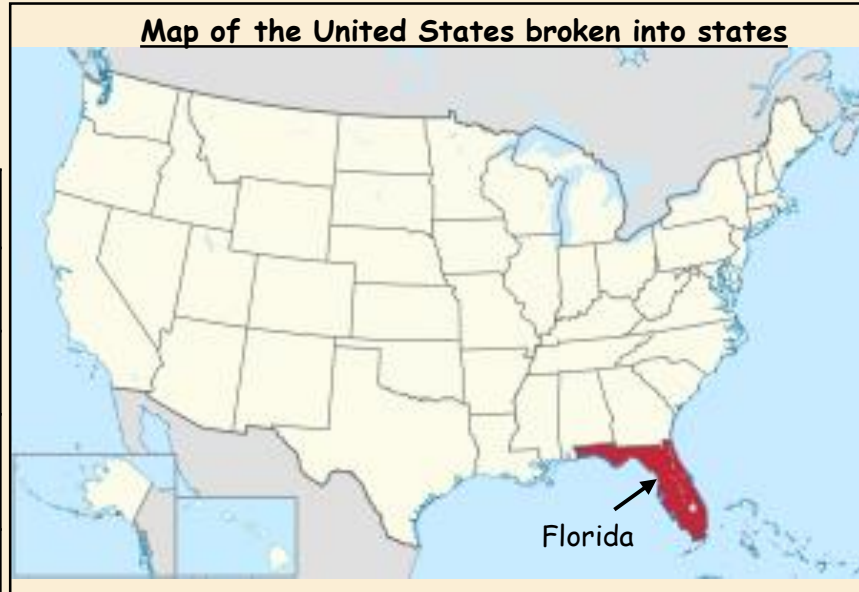 Map of the United States broken into states
Florida